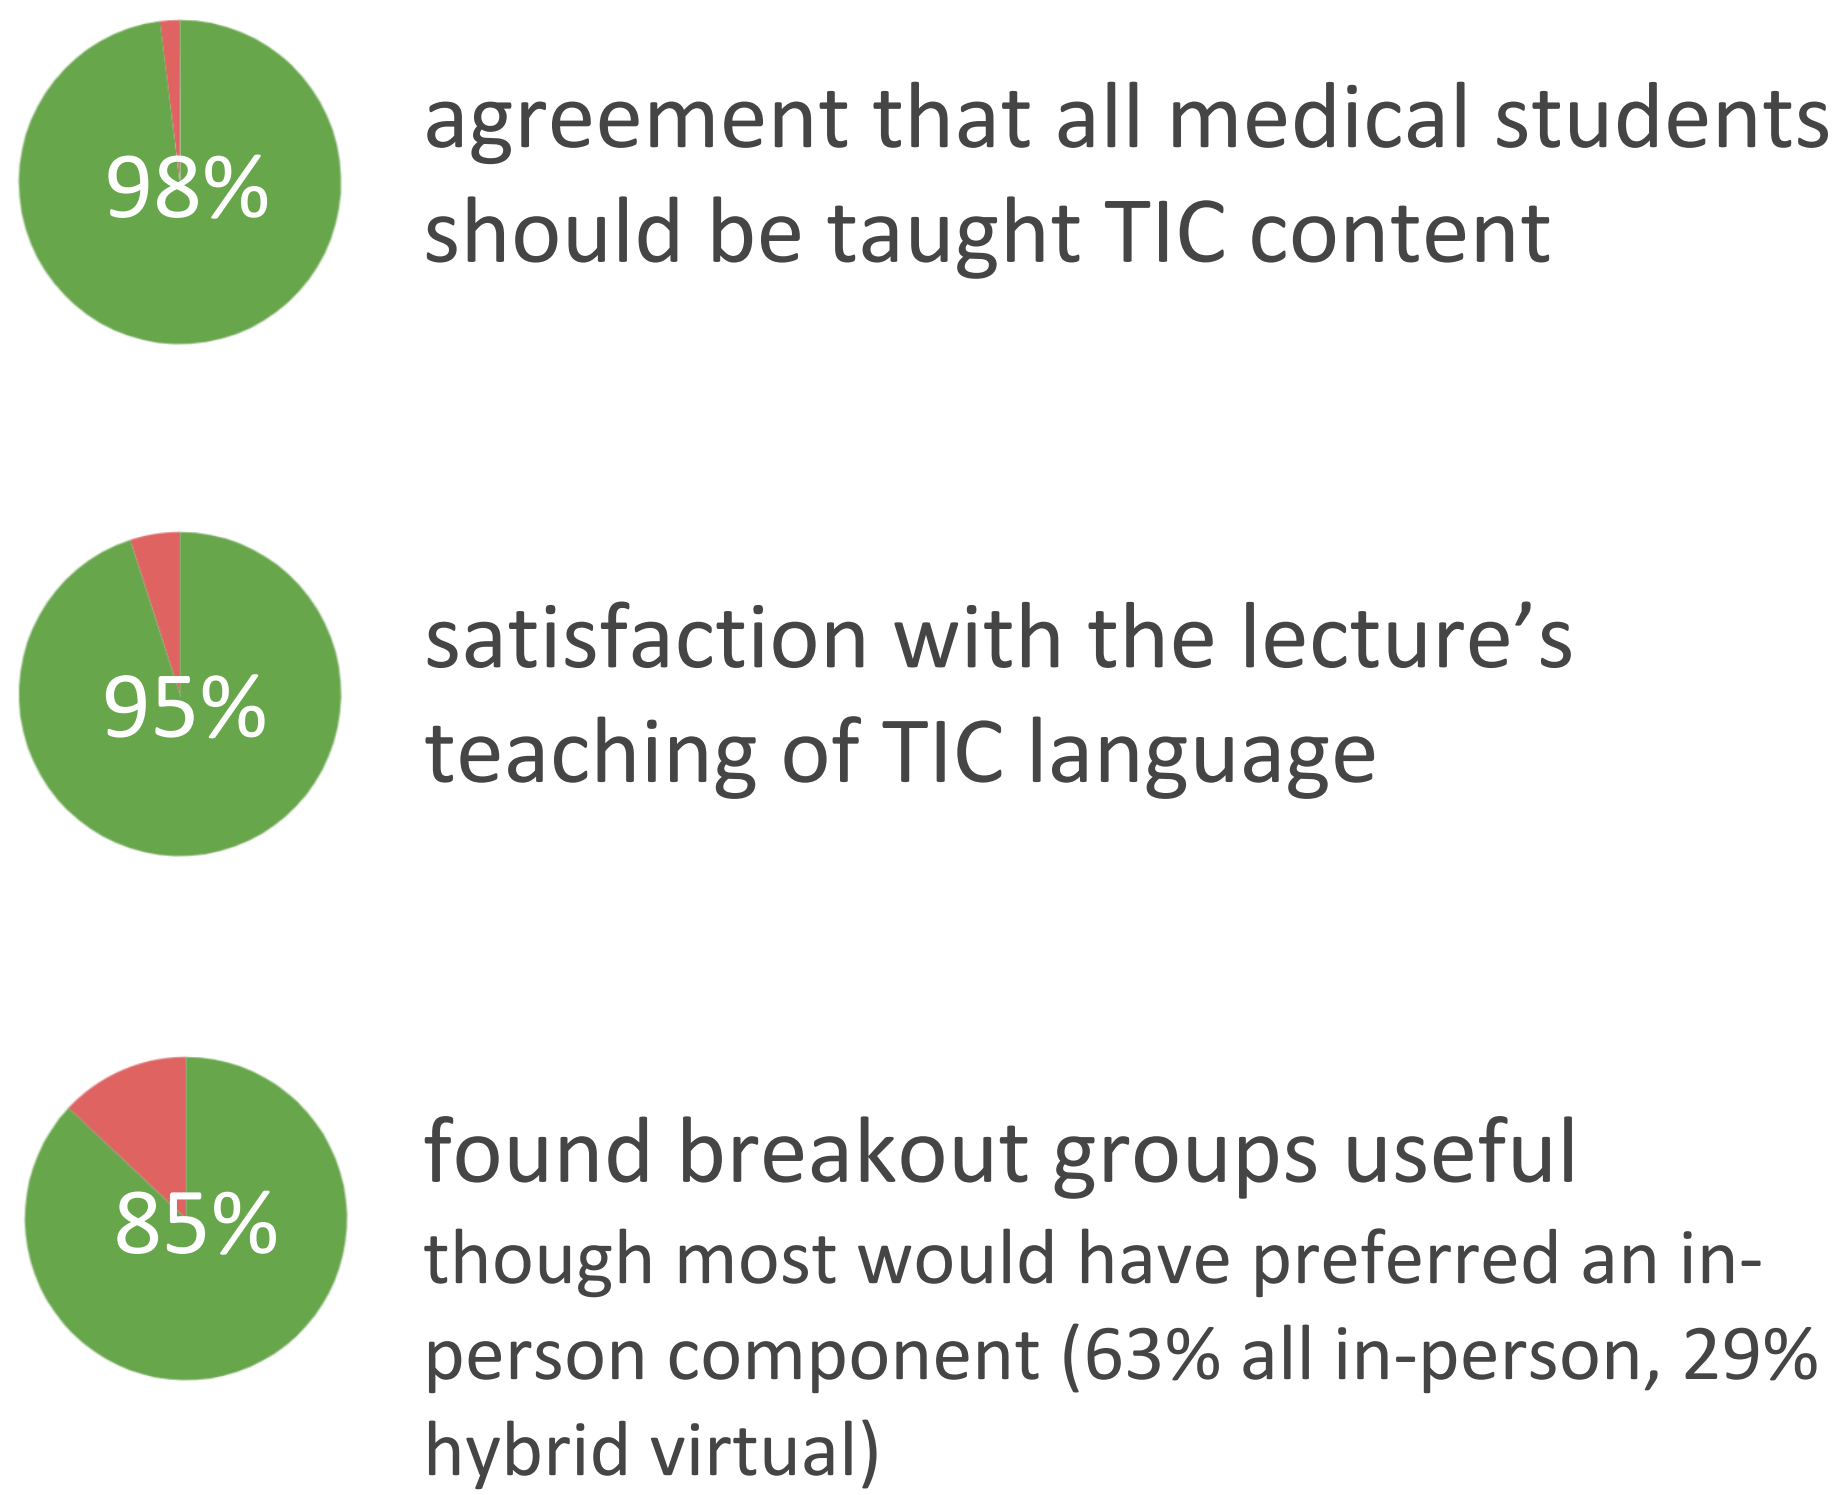 98%
agreement that all medical students
should be taught TIC content
95%
satisfaction with the lecture’s
teaching of TIC language
85%
found breakout groups useful
though most would have preferred an in-
person component (63% all in-person, 29%
hybrid virtual)